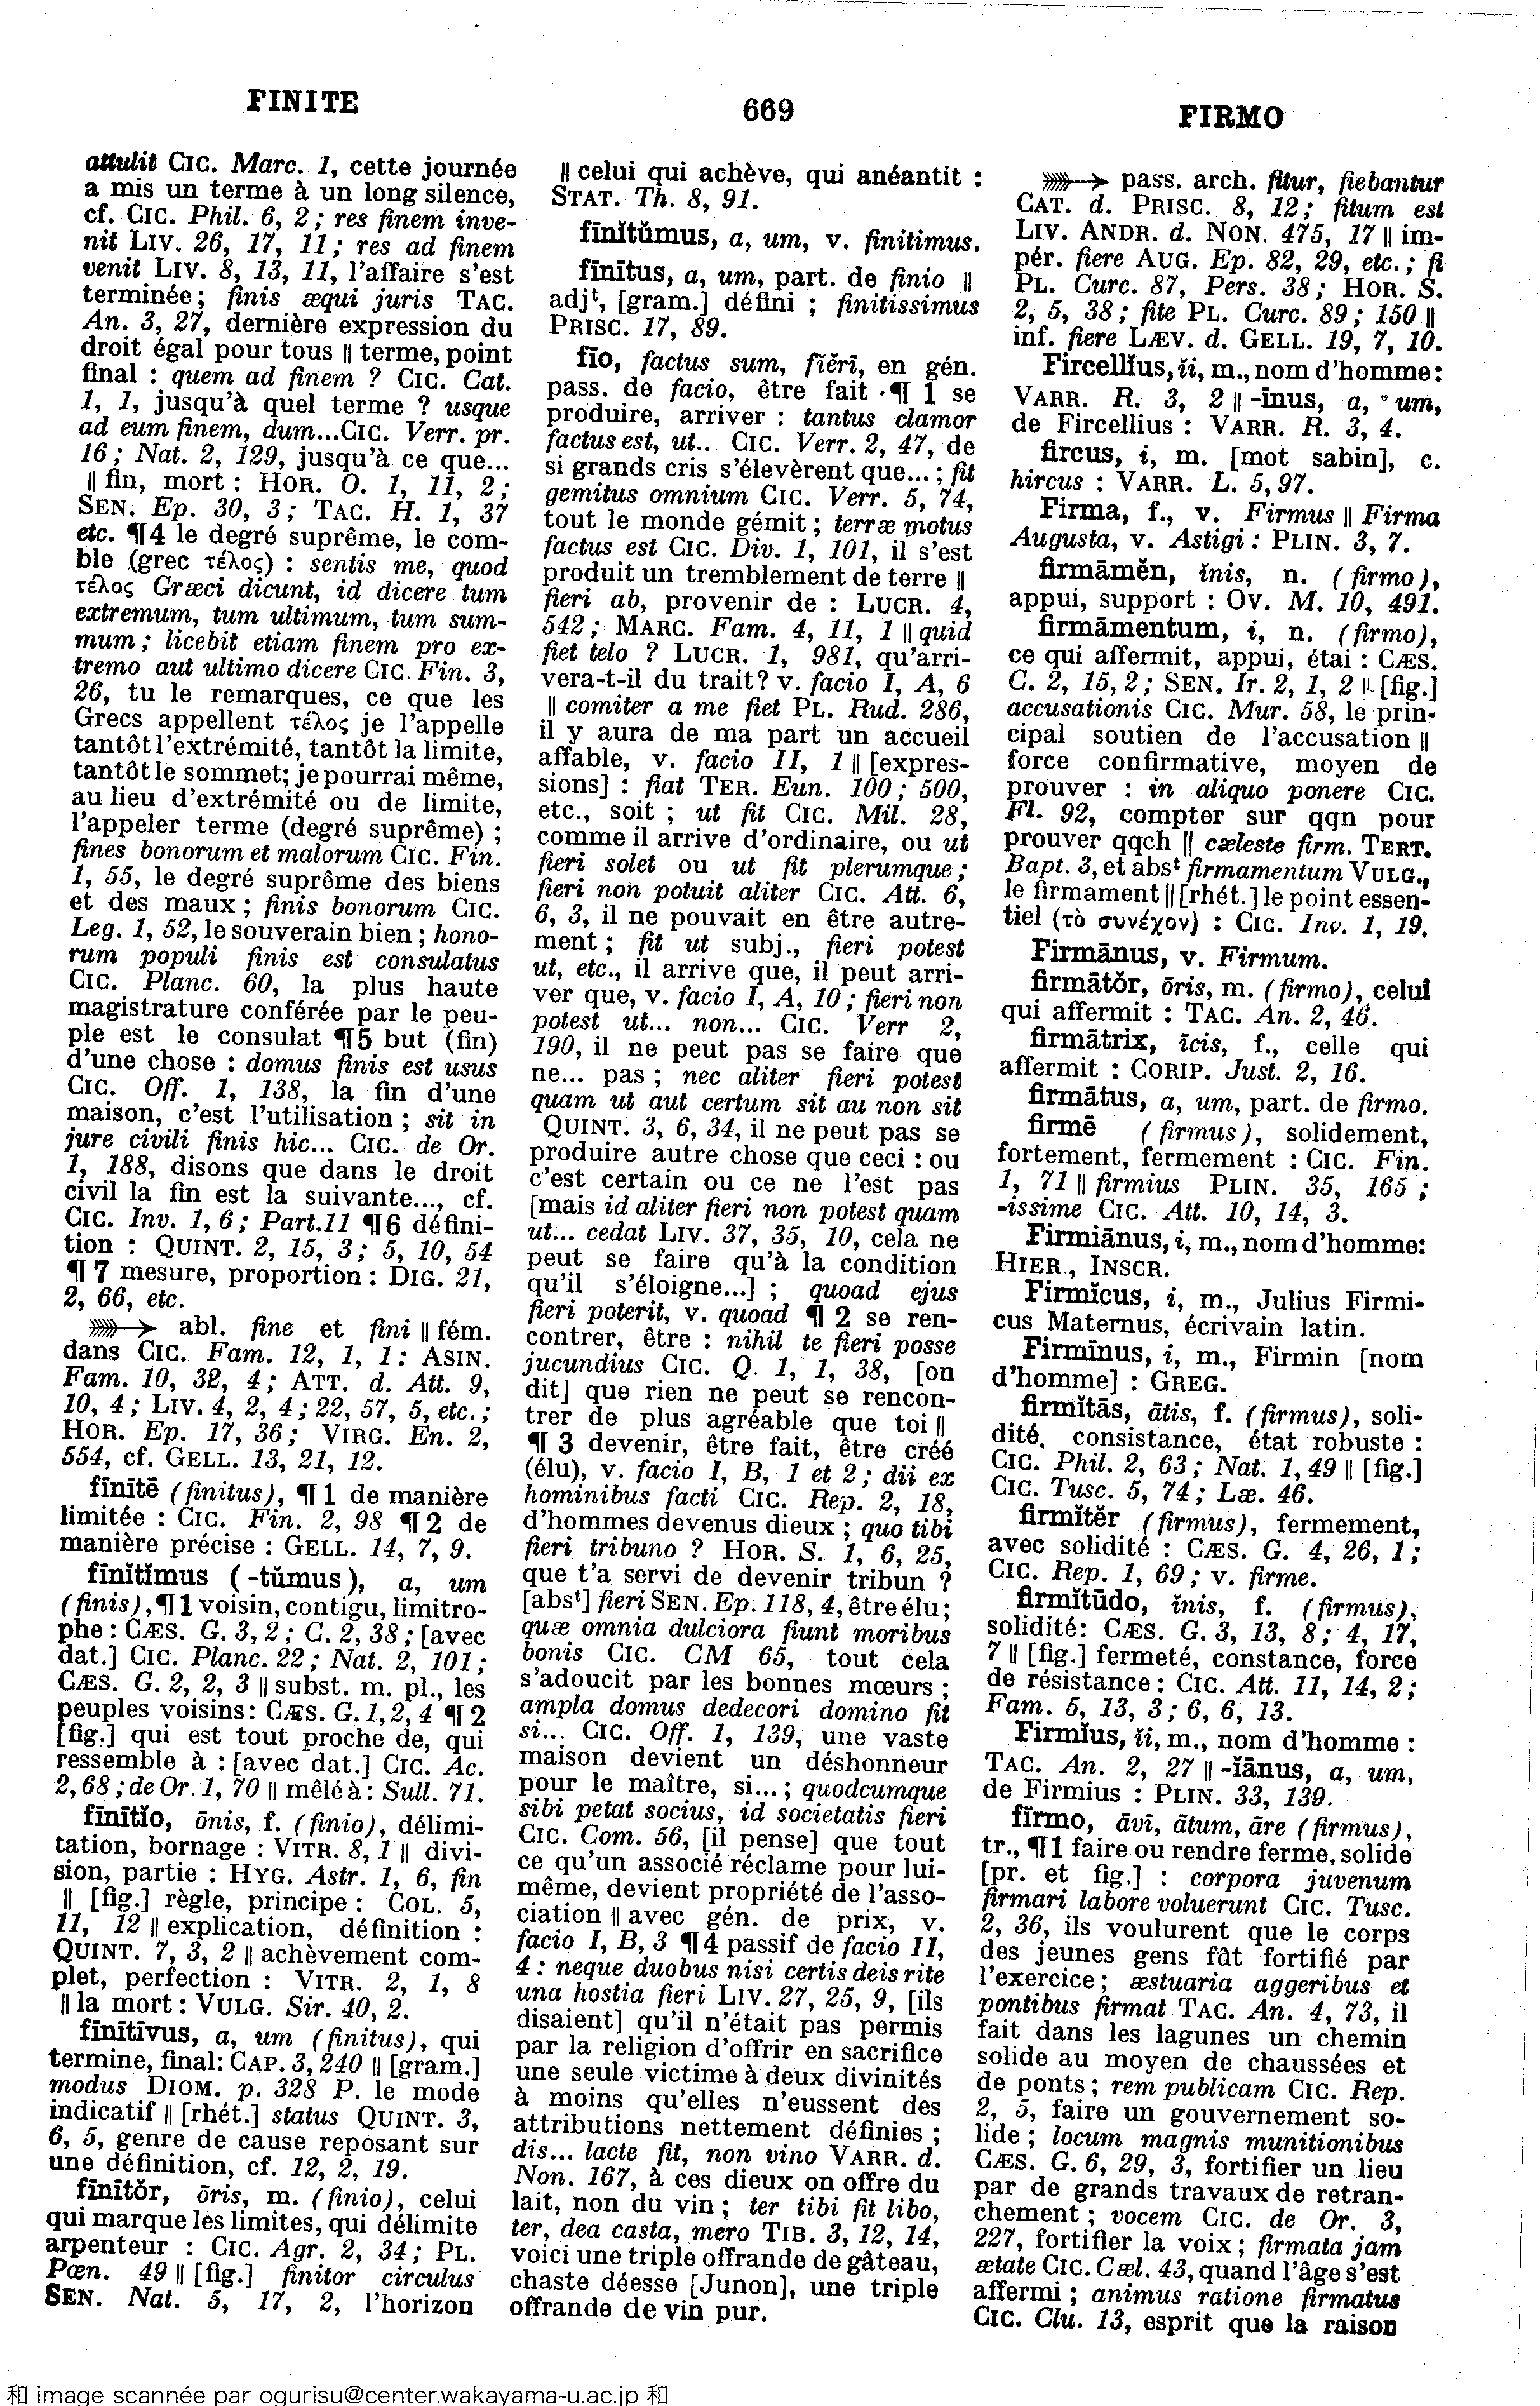 FINITE
669
FIRMO
attulit CIC. Marc. 1, cette journée
a mis un terme à un long silence,
cf. CIC. Phil. 6, 2 ; res finem inve-
nit LIV. 26, 17, 11 ; res ad finem
venit LIV. 8, 13, 11, l'affaire s'est
terminée ; finis æqui juris TAC.
An. 3, 27, dernière expression du
droit égal pour tous ‖ terme, point
final : quem ad finem ? CIC. Cat.
1, 1, jusqu'à quel terme ? usque
ad eum finem, dum...CIC. Verr. pr.
16 ; Nat. 2, 129, jusqu'à ce que...
‖ fin, mort : HOR. O. 1, 11, 2 ;
SEN. Ep. 30, 3 ; TAC. H. 1, 37
etc. ¶ 4 le degré suprême, le com-
ble (grec τέλος) : sentis me, quod
τέλος Græci dicunt, id dicere tum
extremum, tum ultimum, tum sum-
mum ; licebit etiam finem pro ex-
tremo aut ultimo dicere CIC. Fin. 3,
26, tu le remarques, ce que les
Grecs appellent τέλος je l'appelle
tantôt l'extrémité, tantôt la limite,
tantôt le sommet; je pourrai même,
au lieu d'extrémité ou de limite,
l'appeler terme (degré suprême) ;
fines bonorum et malorum CIC. Fin.
1, 55, le degré suprême des biens
et des maux ; finis bonorum CIC.
Leg. 1, 52, le souverain bien ; hono-
rum populi finis est consulatus
CIC. Planc. 60, la plus haute
magistrature conférée par le peu-
ple est le consulat ¶ 5 but (fin)
d'une chose : domus finis est usus
CIC. Off. 1, 138, la fin d'une
maison, c'est l'utilisation ; sit in
jure civili finis hic... CIC. de Or.
1, 188, disons que dans le droit
civil la fin est la suivante..., cf.
CIC. Inv. 1, 6 ; Part.11 ¶ 6 défini-
tion : QUINT. 2, 15, 3 ; 5, 10, 54
¶ 7 mesure, proportion : DIG. 21,
2, 66, etc.
⟶ abl. fine et fini ‖ fém.
dans CIC. Fam. 12, 1, 1 : ASIN.
Fam. 10, 32, 4 ; ATT. d. Att. 9,
10, 4 ; LIV. 4, 2, 4 ; 22, 57, 5, etc. ;
HOR. Ep. 17, 36 ; VIRG. En. 2,
554, cf. GELL. 13, 21, 12.
fīnītē (finitus), ¶ 1 de manière
limitée : CIC. Fin. 2, 98 ¶ 2 de
manière précise : GELL. 14, 7, 9.
fīnĭtĭmus (-tŭmus), a, um
(finis), ¶ 1 voisin, contigu, limitro-
phe : CÆS. G. 3, 2 ; C. 2, 38 ; [avec
dat.] CIC. Planc. 22 ; Nat. 2, 101 ;
CÆS. G. 2, 2, 3 ‖ subst. m. pl., les
peuples voisins : CÆS. G. 1, 2, 4 ¶ 2
[fig.] qui est tout proche de, qui
ressemble à : [avec dat.] CIC. Ac.
2, 68 ; de Or. 1, 70 ‖ mêlé à : Sull. 71.
fīnītĭo, ōnis, f. (finio), délimi-
tation, bornage : VITR. 8, 1 ‖ divi-
sion, partie : HYG. Astr. 1, 6, fin
‖ [fig.] règle, principe : COL. 5,
11, 12 ‖ explication, définition :
QUINT. 7, 3, 2 ‖ achèvement com-
plet, perfection : VITR. 2, 1, 8
‖ la mort : VULG. Sir. 40, 2.
fīnītīvus, a, um (finitus), qui
termine, final : CAP. 3, 240 ‖ [gram.]
modus DIOM. p. 328 P. le mode
indicatif ‖ [rhét.] status QUINT. 3,
6, 5, genre de cause reposant sur
une définition, cf. 12, 2, 19.
fīnītŏr, ōris, m. (finio), celui
qui marque les limites, qui délimite
arpenteur : CIC. Agr. 2, 34 ; PL.
Pœn. 49 ‖ [fig.] finitor circulus
SEN. Nat. 5, 17, 2, l'horizon
‖ celui qui achève, qui anéantit :
STAT. Th. 8, 91.
fīnĭtŭmus, a, um, v. finitimus.
fīnītus, a, um, part. de finio ‖
adjᵗ, [gram.] défini ; finitissimus
PRISC. 17, 89.
fīo, factus sum, fĭĕrī, en gén.
pass. de facio, être fait ¶ 1 se
produire, arriver : tantus clamor
factus est, ut... CIC. Verr. 2, 47, de
si grands cris s'élevèrent que... ; fit
gemitus omnium CIC. Verr. 5, 74,
tout le monde gémit ; terræ motus
factus est CIC. Div. 1, 101, il s'est
produit un tremblement de terre ‖
fieri ab, provenir de : LUCR. 4,
542 ; MARC. Fam. 4, 11, 1 ‖ quid
fiet telo ? LUCR. 1, 981, qu'arri-
vera-t-il du trait ? v. facio I, A, 6
‖ comiter a me fiet PL. Rud. 286,
il y aura de ma part un accueil
affable, v. facio II, 1 ‖ [expres-
sions] : fiat TER. Eun. 100 ; 500,
etc., soit ; ut fit CIC. Mil. 28,
comme il arrive d'ordinaire, ou ut
fieri solet ou ut fit plerumque ;
fieri non potuit aliter CIC. Att. 6,
6, 3, il ne pouvait en être autre-
ment ; fit ut subj., fieri potest
ut, etc., il arrive que, il peut arri-
ver que, v. facio I, A, 10 ; fieri non
potest ut... non... CIC. Verr 2,
190, il ne peut pas se faire que
ne... pas ; nec aliter fieri potest
quam ut aut certum sit au non sit
QUINT. 3, 6, 34, il ne peut pas se
produire autre chose que ceci : ou
c'est certain ou ce ne l'est pas
[mais id aliter fieri non potest quam
ut... cedat LIV. 37, 35, 10, cela ne
peut se faire qu'à la condition
qu'il s'éloigne...] ; quoad ejus
fieri poterit, v. quoad ¶ 2 se ren-
contrer, être : nihil te fieri posse
jucundius CIC. Q. 1, 1, 38, [on
dit] que rien ne peut se rencon-
trer de plus agréable que toi ‖
¶ 3 devenir, être fait, être créé
(élu), v. facio I, B, 1 et 2 ; dii ex
hominibus facti CIC. Rep. 2, 18,
d'hommes devenus dieux ; quo tibi
fieri tribuno ? HOR. S. 1, 6, 25,
que t'a servi de devenir tribun ?
[absᵗ] fieri SEN. Ep. 118, 4, être élu ;
quæ omnia dulciora fiunt moribus
bonis CIC. CM 65, tout cela
s'adoucit par les bonnes mœurs ;
ampla domus dedecori domino fit
si... CIC. Off. 1, 139, une vaste
maison devient un déshonneur
pour le maître, si... ; quodcumque
sibi petat socius, id societatis fieri
CIC. Com. 56, [il pense] que tout
ce qu'un associé réclame pour lui-
même, devient propriété de l'asso-
ciation ‖ avec gén. de prix, v.
facio I, B, 3 ¶ 4 passif de facio II,
4 : neque duobus nisi certis deis rite
una hostia fieri LIV. 27, 25, 9, [ils
disaient] qu'il n'était pas permis
par la religion d'offrir en sacrifice
une seule victime à deux divinités
à moins qu'elles n'eussent des
attributions nettement définies ;
dis... lacte fit, non vino VARR. d.
Non. 167, à ces dieux on offre du
lait, non du vin ; ter tibi fit libo,
ter, dea casta, mero TIB. 3, 12, 14,
voici une triple offrande de gâteau,
chaste déesse [Junon], une triple
offrande de vin pur.
⟶ pass. arch. fitur, fiebantur
CAT. d. PRISC. 8, 12 ; fitum est
LIV. ANDR. d. NON. 475, 17 ‖ im-
pér. fiere AUG. Ep. 82, 29, etc. ; fi
PL. Curc. 87, Pers. 38 ; HOR. S.
2, 5, 38 ; fite PL. Curc. 89 ; 150 ‖
inf. fiere LÆV. d. GELL. 19, 7, 10.
Fircellĭus, ĭi, m., nom d'homme :
VARR. R. 3, 2 ‖ -īnus, a, um,
de Fircellius : VARR. R. 3, 4.
fircus, i, m. [mot sabin], c.
hircus : VARR. L. 5, 97.
Firma, f., v. Firmus ‖ Firma
Augusta, v. Astigi : PLIN. 3, 7.
firmāmĕn, ĭnis, n. (firmo),
appui, support : OV. M. 10, 491.
firmāmentum, i, n. (firmo),
ce qui affermit, appui, étai : CÆS.
C. 2, 15, 2 ; SEN. Ir. 2, 1, 2 ‖ [fig.]
accusationis CIC. Mur. 58, le prin-
cipal soutien de l'accusation ‖
force confirmative, moyen de
prouver : in aliquo ponere CIC.
Fl. 92, compter sur qqn pour
prouver qqch ‖ cæleste firm. TERT.
Bapt. 3, et absᵗ firmamentum VULG.,
le firmament ‖ [rhét.] le point essen-
tiel (τὸ συνέχον) : CIC. Inv. 1, 19.
Firmānus, v. Firmum.
firmātŏr, ōris, m. (firmo), celui
qui affermit : TAC. An. 2, 46.
firmātrix, īcis, f., celle qui
affermit : CORIP. Just. 2, 16.
firmātus, a, um, part. de firmo.
firmē (firmus), solidement,
fortement, fermement : CIC. Fin.
1, 71 ‖ firmius PLIN. 35, 165 ;
-issime CIC. Att. 10, 14, 3.
Firmiānus, i, m., nom d'homme :
HIER., INSCR.
Firmĭcus, i, m., Julius Firmi-
cus Maternus, écrivain latin.
Firmīnus, i, m., Firmin [nom
d'homme] : GREG.
firmĭtās, ātis, f. (firmus), soli-
dité, consistance, état robuste :
CIC. Phil. 2, 63 ; Nat. 1, 49 ‖ [fig.]
CIC. Tusc. 5, 74 ; Læ. 46.
firmĭtĕr (firmus), fermement,
avec solidité : CÆS. G. 4, 26, 1 ;
CIC. Rep. 1, 69 ; v. firme.
firmĭtūdo, ĭnis, f. (firmus),
solidité : CÆS. G. 3, 13, 8 ; 4, 17,
7 ‖ [fig.] fermeté, constance, force
de résistance : CIC. Att. 11, 14, 2 ;
Fam. 5, 13, 3 ; 6, 6, 13.
Firmĭus, ĭi, m., nom d'homme :
TAC. An. 2, 27 ‖ -ĭānus, a, um,
de Firmius : PLIN. 33, 139.
fīrmo, āvī, ātum, āre (firmus),
tr., ¶ 1 faire ou rendre ferme, solide
[pr. et fig.] : corpora juvenum
firmari labore voluerunt CIC. Tusc.
2, 36, ils voulurent que le corps
des jeunes gens fût fortifié par
l'exercice ; æstuaria aggeribus et
pontibus firmat TAC. An. 4, 73, il
fait dans les lagunes un chemin
solide au moyen de chaussées et
de ponts ; rem publicam CIC. Rep.
2, 5, faire un gouvernement so-
lide ; locum magnis munitionibus
CÆS. G. 6, 29, 3, fortifier un lieu
par de grands travaux de retran-
chement ; vocem CIC. de Or. 3,
227, fortifier la voix ; firmata jam
ætate CIC. Cæl. 43, quand l'âge s'est
affermi ; animus ratione firmatus
CIC. Clu. 13, esprit que la raison
和 image scannée par ogurisu@center.wakayama-u.ac.jp 和